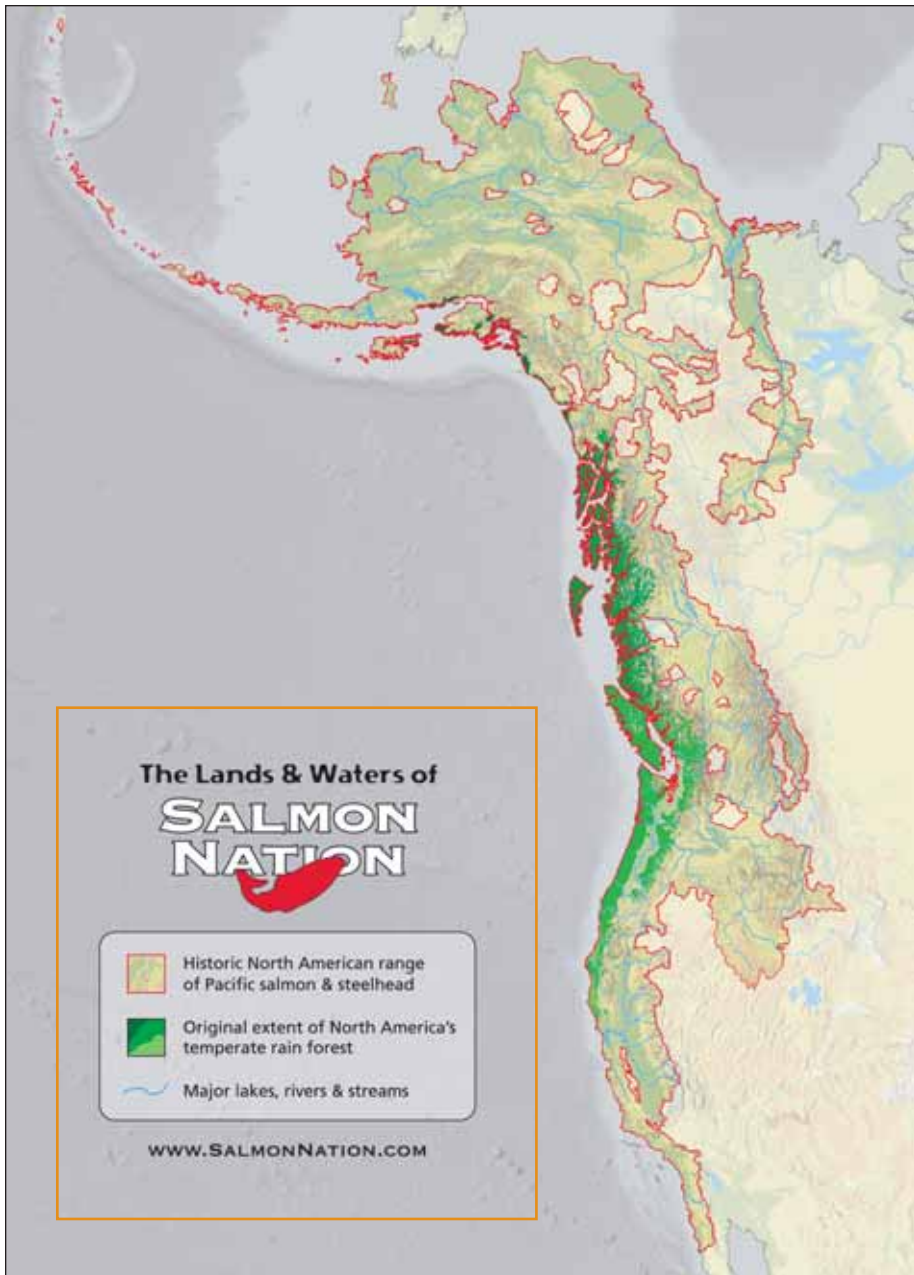 The Lands & Waters of
SALMON
NATION
Historic North American range
of Pacific salmon & steelhead
Original extent of North America's
temperate rain forest
Major lakes, rivers & streams
www.SalmonNation.com